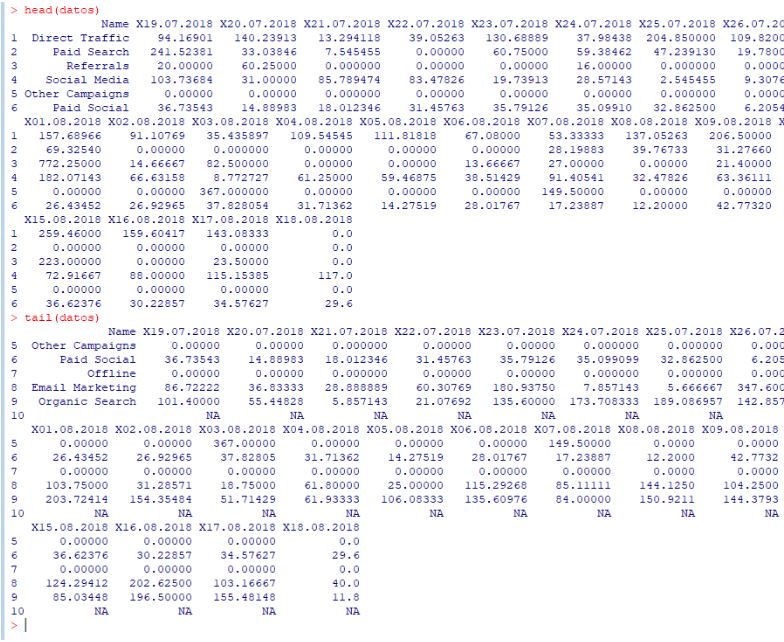 > head(datos)
Name X19.07.2018 X20.07.2018 X21.07.2018 X22.07.2018 X23.07.2018 X24.07.2018 X25.07.2018 X26.07.2
1 Direct Traffic 94.16901 140.23913 13.294118 39.05263 130.68889 37.98438 204.850000 109.8200
2 Paid Search 241.52381 33.03846 7.545455 0.00000 60.75000 59.38462 47.239130 19.7800
3 Referrals 20.00000 60.25000 0.000000 0.00000 0.00000 16.00000 0.000000 0.0000
4 Social Media 103.73684 31.00000 85.789474 83.47826 19.73913 28.57143 2.545455 9.3076
5 Other Campaigns 0.00000 0.00000 0.000000 0.00000 0.00000 0.00000 0.000000 0.0000
6 Paid Social 36.73543 14.88983 18.012346 31.45763 35.79126 35.09910 32.862500 6.2054
X01.08.2018 X02.08.2018 X03.08.2018 X04.08.2018 X05.08.2018 X06.08.2018 X07.08.2018 X08.08.2018 X09.08.2018 X
1 157.68966 91.10769 35.435897 109.54545 111.81818 67.08000 53.33333 137.05263 206.50000
2 69.32540 0.00000 0.000000 0.00000 0.00000 0.00000 28.19883 39.76733 31.27660
3 772.25000 14.66667 82.500000 0.00000 0.00000 13.66667 27.00000 0.00000 21.40000
4 182.07143 66.63158 8.772727 61.25000 59.46875 38.51429 91.40541 32.47826 63.36111
5 0.00000 0.00000 367.000000 0.00000 0.00000 0.00000 149.50000 0.00000 0.00000
6 26.43452 26.92965 37.828054 31.71362 14.27519 28.01767 17.23887 12.20000 42.77320
X15.08.2018 X16.08.2018 X17.08.2018 X18.08.2018
1 259.46000 159.60417 143.08333 0.0
2 0.00000 0.00000 0.00000 0.0
3 223.00000 0.00000 23.50000 0.0
4 72.91667 88.00000 115.15385 117.0
5 0.00000 0.00000 0.00000 0.0
6 36.62376 30.22857 34.57627 29.6
> tail(datos)
Name X19.07.2018 X20.07.2018 X21.07.2018 X22.07.2018 X23.07.2018 X24.07.2018 X25.07.2018 X26.07.2
5 Other Campaigns 0.00000 0.00000 0.000000 0.00000 0.00000 0.000000 0.000000 0.000
6 Paid Social 36.73543 14.88983 18.012346 31.45763 35.79126 35.099099 32.862500 6.205
7 Offline 0.00000 0.00000 0.000000 0.00000 0.00000 0.000000 0.000000 0.000
8 Email Marketing 86.72222 36.83333 28.888889 60.30769 180.93750 7.857143 5.666667 347.600
9 Organic Search 101.40000 55.44828 5.857143 21.07692 135.60000 173.708333 189.086957 142.857
10 NA NA NA NA NA NA NA
X01.08.2018 X02.08.2018 X03.08.2018 X04.08.2018 X05.08.2018 X06.08.2018 X07.08.2018 X08.08.2018 X09.08.2018
5 0.00000 0.00000 367.00000 0.00000 0.00000 0.00000 149.50000 0.0000 0.0000
6 26.43452 26.92965 37.82805 31.71362 14.27519 28.01767 17.23887 12.2000 42.7732
7 0.00000 0.00000 0.00000 0.00000 0.00000 0.00000 0.00000 0.0000 0.0000
8 103.75000 31.28571 18.75000 61.80000 25.00000 115.29268 85.11111 144.1250 104.2500
9 203.72414 154.35484 51.71429 61.93333 106.08333 135.60976 84.00000 150.9211 144.3793
10 NA NA NA NA NA NA NA NA NA
X15.08.2018 X16.08.2018 X17.08.2018 X18.08.2018
5 0.00000 0.00000 0.00000 0.0
6 36.62376 30.22857 34.57627 29.6
7 0.00000 0.00000 0.00000 0.0
8 124.29412 202.62500 103.16667 40.0
9 85.03448 196.50000 155.48148 11.8
10 NA NA NA NA
>